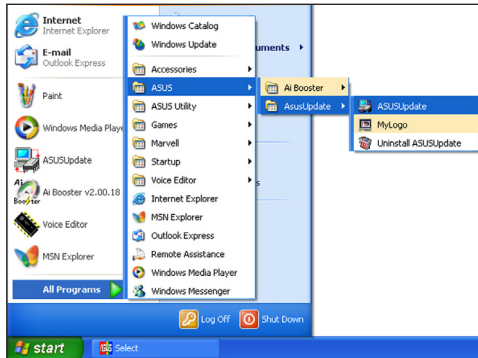 Internet
Internet Explorer
E-mail
Outlook Express
Paint
Windows Media Playe
ASUSUpdate
Ai Booster v2.00.18
Voice Editor
MSN Explorer
All Programs
uments
s
Windows Catalog
Windows Update
Accessories
ASUS
ASUS Utility
Games
Marvell
Startup
Voice Editor
Internet Explorer
MSN Explorer
Outlook Express
Remote Assistance
Windows Media Player
Windows Messenger
Ai Booster
AsusUpdate
ASUSUpdate
MyLogo
Uninstall ASUSUpdate
Log Off
Shut Down
start
Select